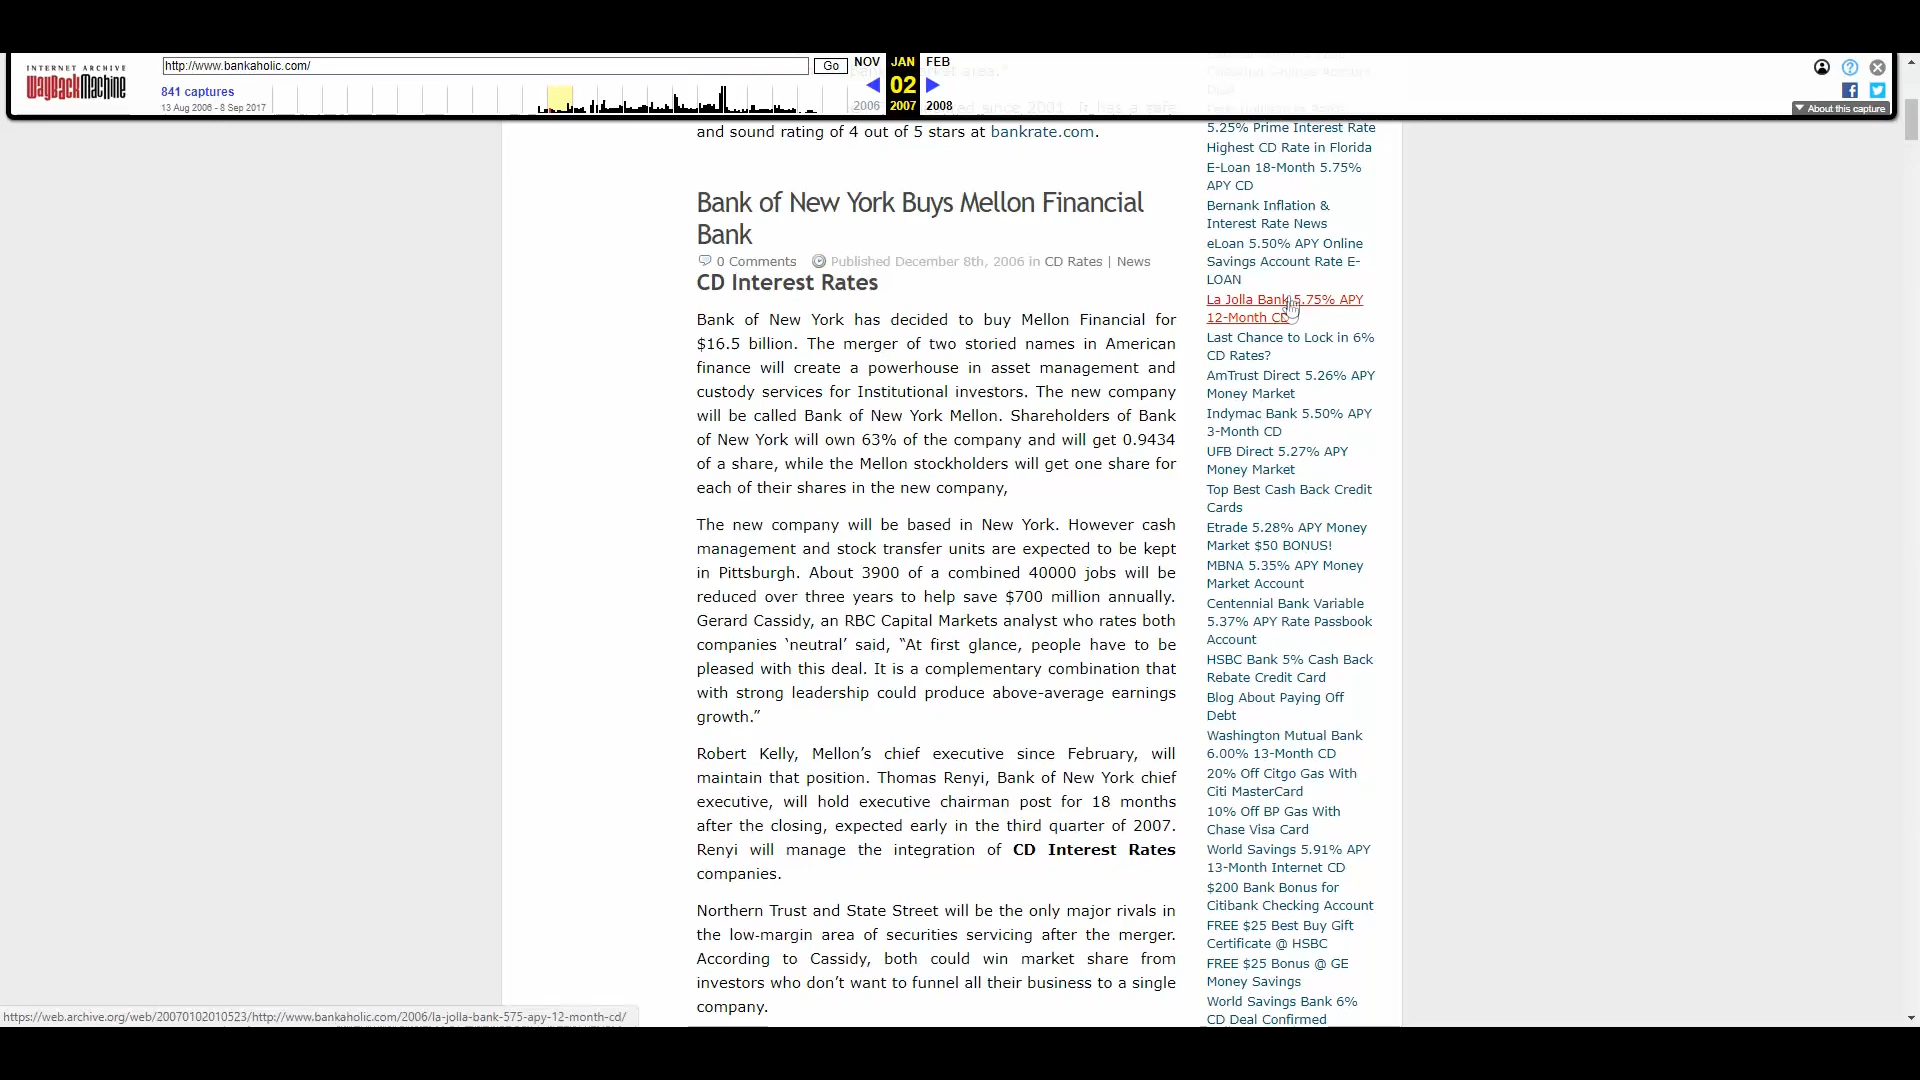 INTERNET ARCHIVE
WayBackMachine
http://www.bankaholic.com/
Go
NOV JAN FEB
02
2006 2007 2008
841 captures
13 Aug 2006 - 8 Sep 2017
About this capture
and sound rating of 4 out of 5 stars at bankrate.com.
Bank of New York Buys Mellon Financial
Bank
0 Comments Published December 8th, 2006 in CD Rates | News
CD Interest Rates
Bank of New York has decided to buy Mellon Financial for
$16.5 billion. The merger of two storied names in American
finance will create a powerhouse in asset management and
custody services for Institutional investors. The new company
will be called Bank of New York Mellon. Shareholders of Bank
of New York will own 63% of the company and will get 0.9434
of a share, while the Mellon stockholders will get one share for
each of their shares in the new company,
The new company will be based in New York. However cash
management and stock transfer units are expected to be kept
in Pittsburgh. About 3900 of a combined 40000 jobs will be
reduced over three years to help save $700 million annually.
Gerard Cassidy, an RBC Capital Markets analyst who rates both
companies ‘neutral’ said, “At first glance, people have to be
pleased with this deal. It is a complementary combination that
with strong leadership could produce above-average earnings
growth.”
Robert Kelly, Mellon’s chief executive since February, will
maintain that position. Thomas Renyi, Bank of New York chief
executive, will hold executive chairman post for 18 months
after the closing, expected early in the third quarter of 2007.
Renyi will manage the integration of CD Interest Rates
companies.
Northern Trust and State Street will be the only major rivals in
the low-margin area of securities servicing after the merger.
According to Cassidy, both could win market share from
investors who don’t want to funnel all their business to a single
company.
5.25% Prime Interest Rate
Highest CD Rate in Florida
E-Loan 18-Month 5.75%
APY CD
Bernank Inflation &
Interest Rate News
eLoan 5.50% APY Online
Savings Account Rate E-
LOAN
La Jolla Bank 5.75% APY
12-Month CD
Last Chance to Lock in 6%
CD Rates?
AmTrust Direct 5.26% APY
Money Market
Indymac Bank 5.50% APY
3-Month CD
UFB Direct 5.27% APY
Money Market
Top Best Cash Back Credit
Cards
Etrade 5.28% APY Money
Market $50 BONUS!
MBNA 5.35% APY Money
Market Account
Centennial Bank Variable
5.37% APY Rate Passbook
Account
HSBC Bank 5% Cash Back
Rebate Credit Card
Blog About Paying Off
Debt
Washington Mutual Bank
6.00% 13-Month CD
20% Off Citgo Gas With
Citi MasterCard
10% Off BP Gas With
Chase Visa Card
World Savings 5.91% APY
13-Month Internet CD
$200 Bank Bonus for
Citibank Checking Account
FREE $25 Best Buy Gift
Certificate @ HSBC
FREE $25 Bonus @ GE
Money Savings
World Savings Bank 6%
CD Deal Confirmed
https://web.archive.org/web/20070102010523/http://www.bankaholic.com/2006/la-jolla-bank-575-apy-12-month-cd/